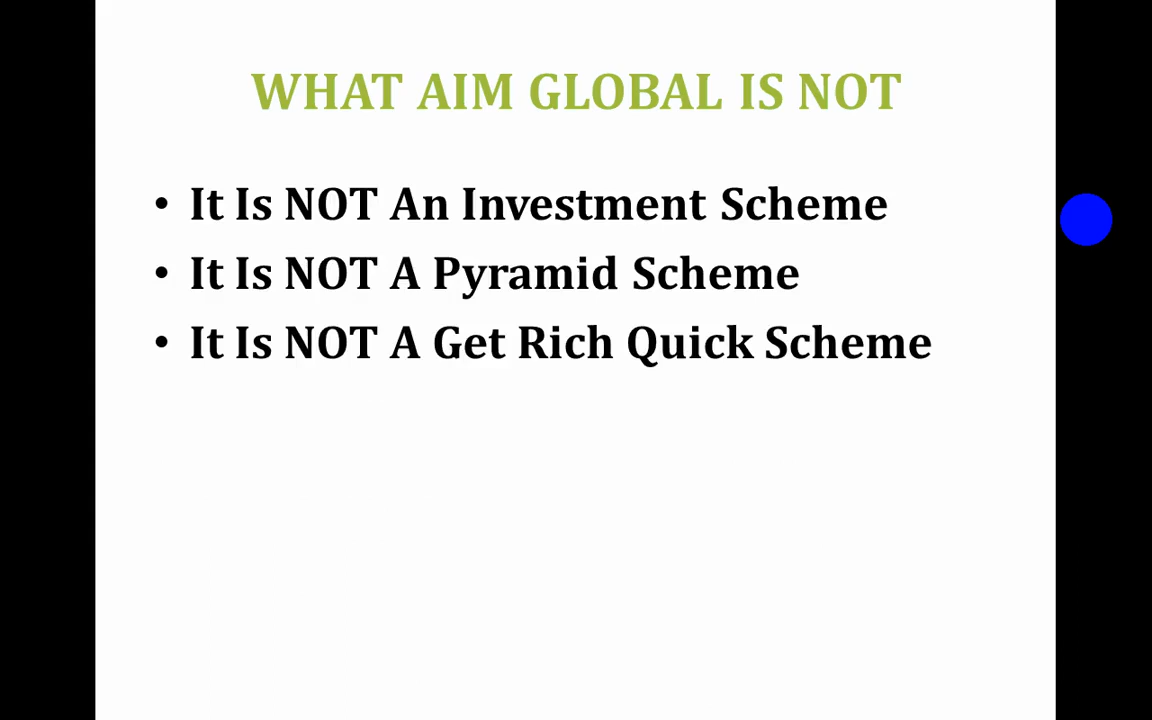 WHAT AIM GLOBAL IS NOT
• It Is NOT An Investment Scheme
• It Is NOT A Pyramid Scheme
• It Is NOT A Get Rich Quick Scheme